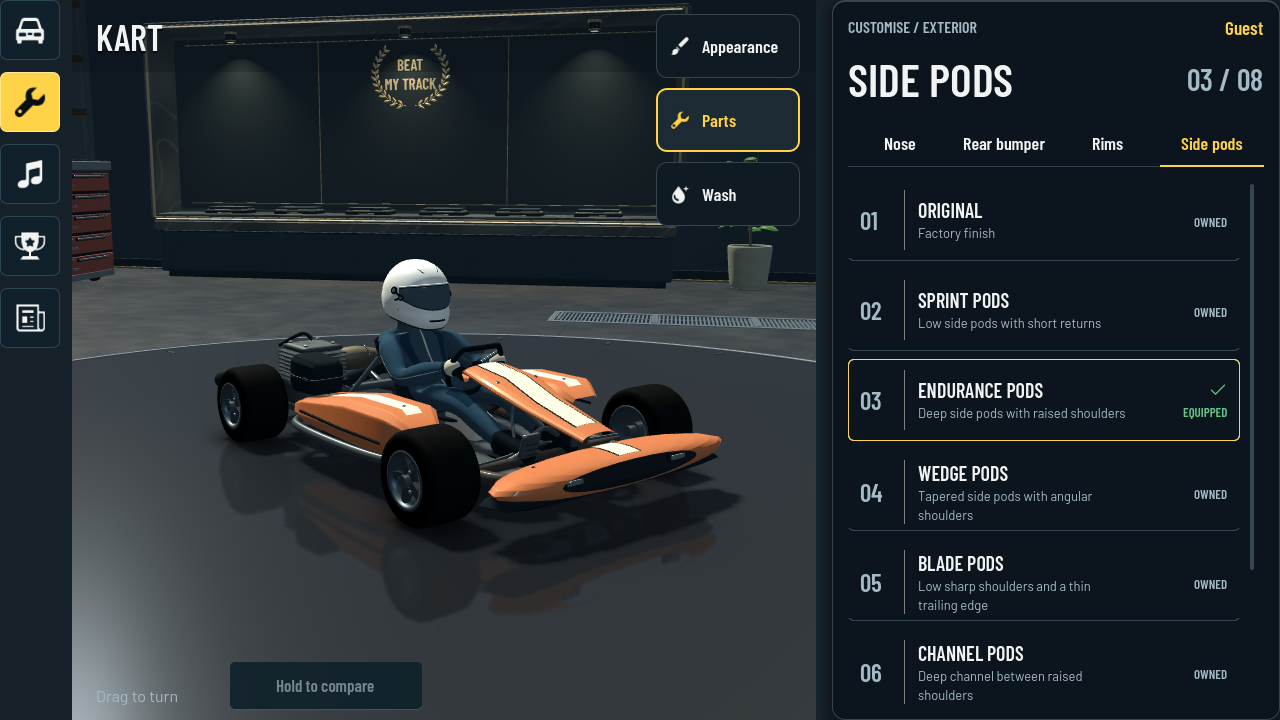 KART
BEAT
MY TRACK
Appearance
Parts
Wash
Drag to turn
Hold to compare
CUSTOMISE / EXTERIOR
Guest
SIDE PODS
03 / 08
Nose
Rear bumper
Rims
Side pods
01
ORIGINAL
Factory finish
OWNED
02
SPRINT PODS
Low side pods with short returns
OWNED
03
ENDURANCE PODS
Deep side pods with raised shoulders
EQUIPPED
04
WEDGE PODS
Tapered side pods with angular
shoulders
OWNED
05
BLADE PODS
Low sharp shoulders and a thin
trailing edge
OWNED
06
CHANNEL PODS
Deep channel between raised
shoulders
OWNED